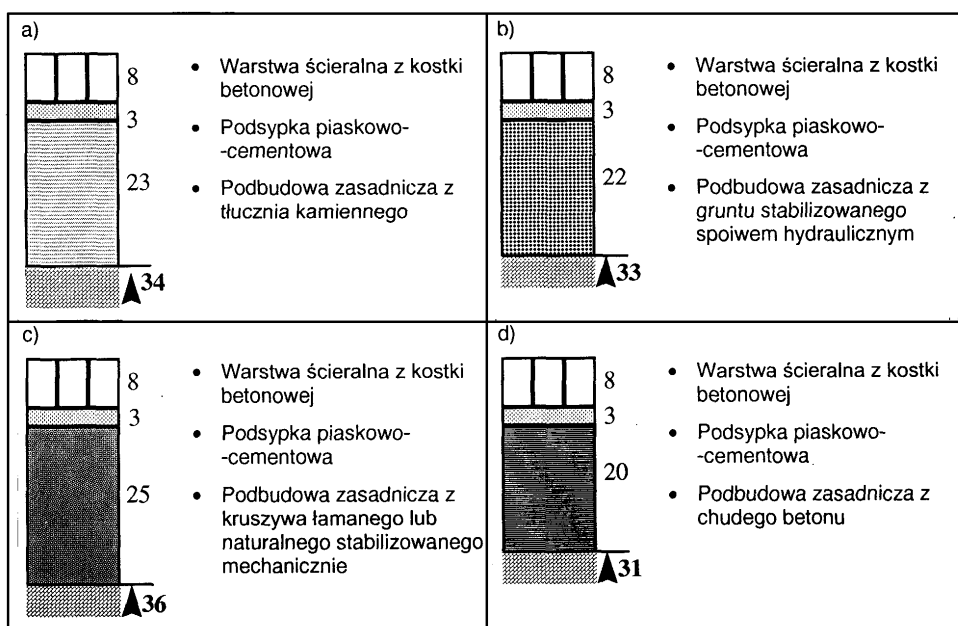 a)
8
3
23
34
• Warstwa ścieralna z kostki
betonowej
• Podsypka piaskowo-
-cementowa
• Podbudowa zasadnicza z
tłucznia kamiennego
b)
8
3
22
33
• Warstwa ścieralna z kostki
betonowej
• Podsypka piaskowo-
-cementowa
• Podbudowa zasadnicza z
gruntu stabilizowanego
spoiwem hydraulicznym
c)
8
3
25
36
• Warstwa ścieralna z kostki
betonowej
• Podsypka piaskowo-
-cementowa
• Podbudowa zasadnicza z
kruszywa łamanego lub
naturalnego stabilizowanego
mechanicznie
d)
8
3
20
31
• Warstwa ścieralna z kostki
betonowej
• Podsypka piaskowo-
-cementowa
• Podbudowa zasadnicza z
chudego betonu